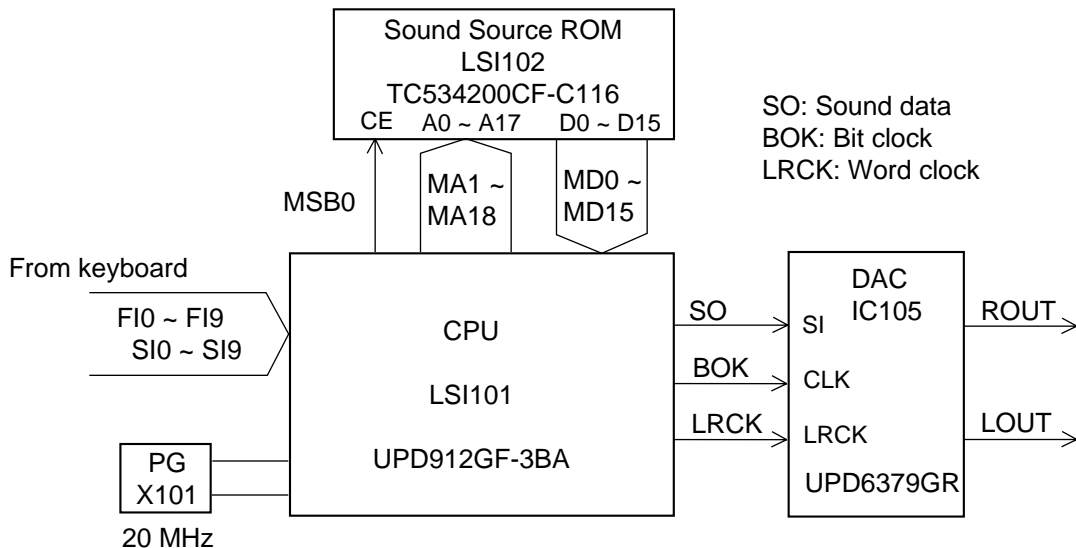 Sound Source ROM
LSI102
TC534200CF-C116
CE A0 ~ A17 D0 ~ D15
SO: Sound data
BOK: Bit clock
LRCK: Word clock
MSB0
MA1 ~
MA18
MD0 ~
MD15
From keyboard
FI0 ~ FI9
SI0 ~ SI9
CPU
LSI101
UPD912GF-3BA
PG
X101
20 MHz
SO
BOK
LRCK
DAC
IC105
SI
CLK
LRCK
UPD6379GR
ROUT
LOUT